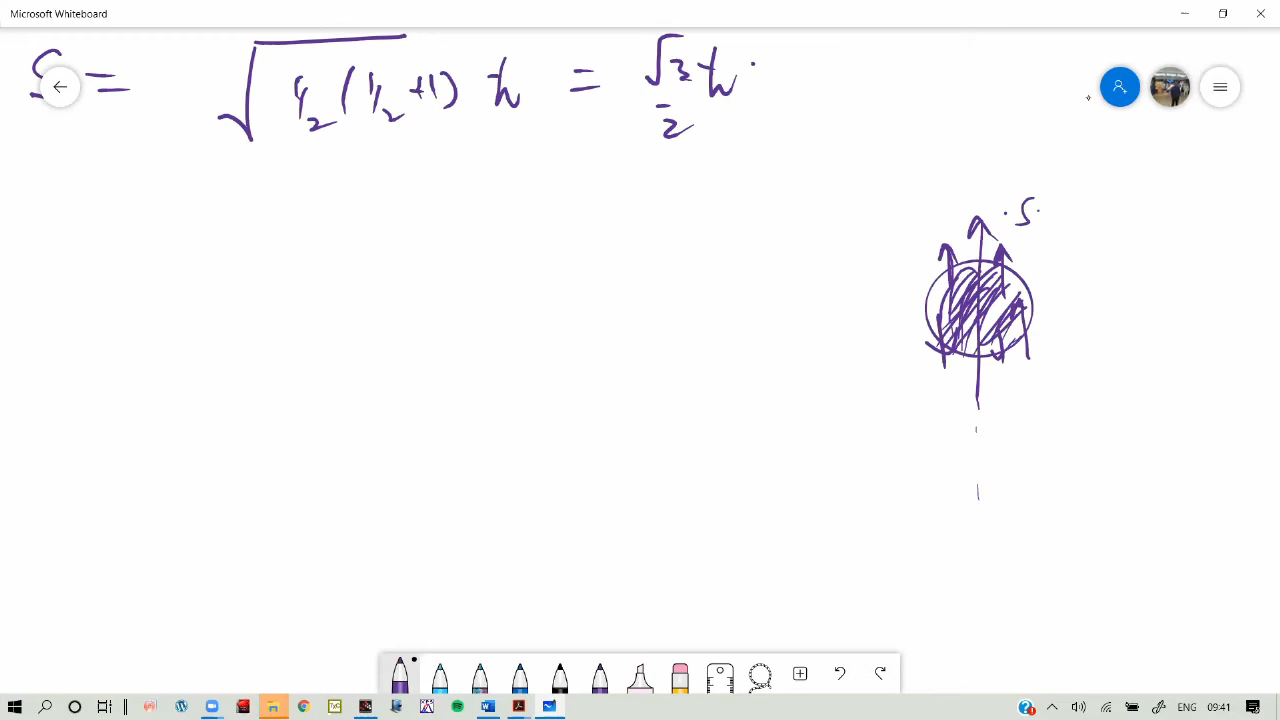 Microsoft Whiteboard
S = √(1/2 (1/2 +1)) ħ = √3/2 ħ .
. S .
ENG 09:41